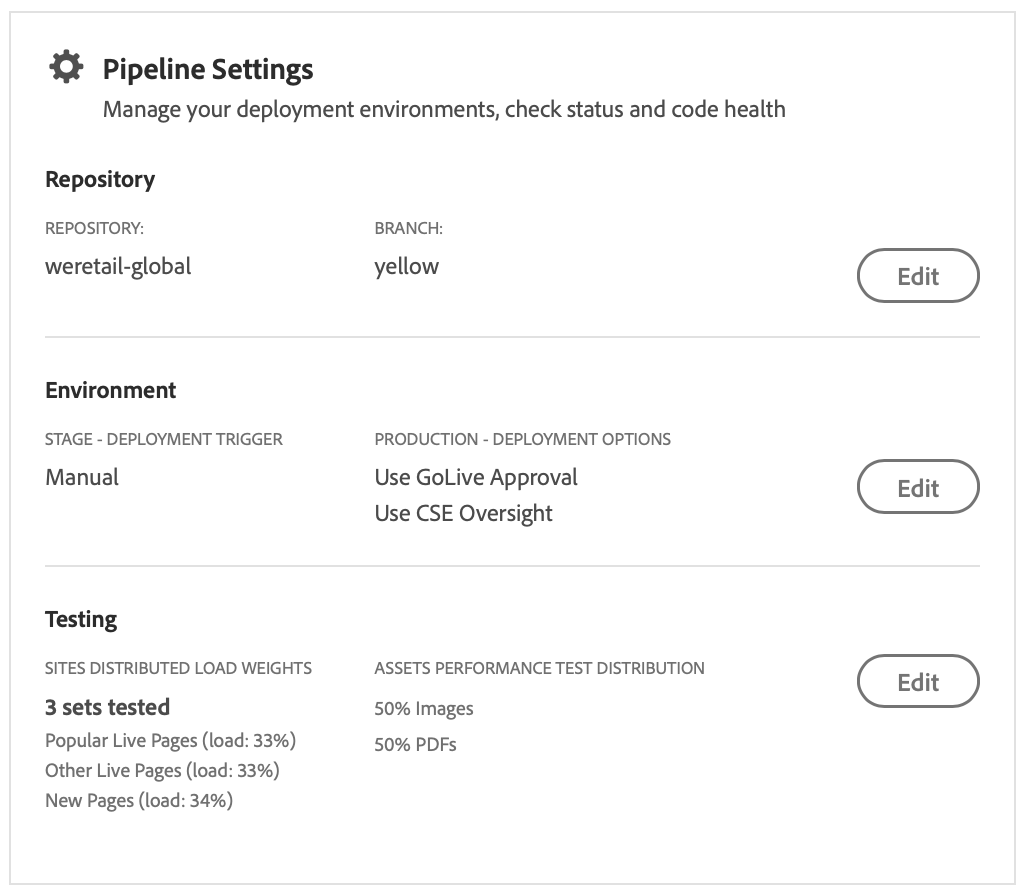 Pipeline Settings
Manage your deployment environments, check status and code health
Repository
REPOSITORY:
BRANCH:
weretail-global
yellow
Edit
Environment
STAGE - DEPLOYMENT TRIGGER
PRODUCTION - DEPLOYMENT OPTIONS
Manual
Use GoLive Approval
Use CSE Oversight
Edit
Testing
SITES DISTRIBUTED LOAD WEIGHTS
ASSETS PERFORMANCE TEST DISTRIBUTION
3 sets tested
Popular Live Pages (load: 33%)
Other Live Pages (load: 33%)
New Pages (load: 34%)
50% Images
50% PDFs
Edit